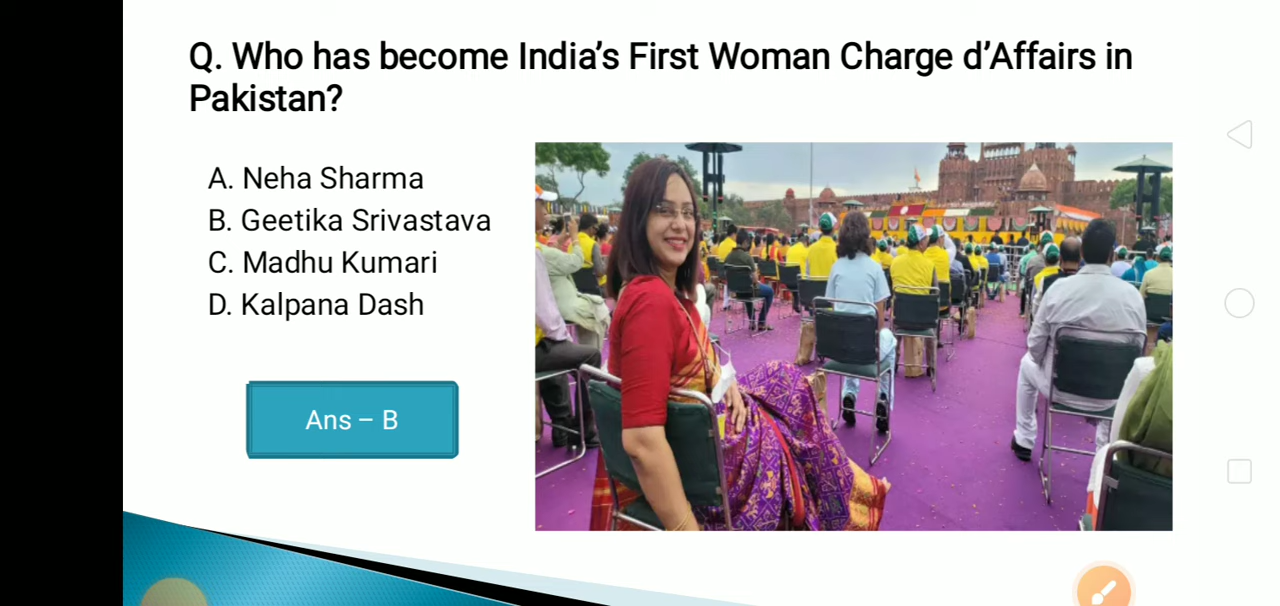 Q. Who has become India’s First Woman Charge d’Affairs in
Pakistan?
A. Neha Sharma
B. Geetika Srivastava
C. Madhu Kumari
D. Kalpana Dash
Ans – B